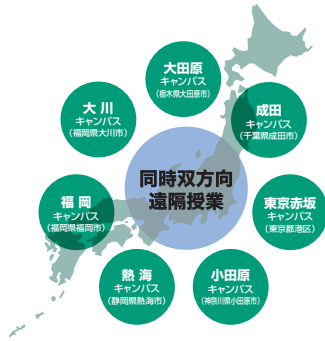 大田原
キャンパス
(栃木県大田原市)
大川
キャンパス
(福岡県大川市)
成田
キャンパス
(千葉県成田市)
同時双方向
遠隔授業
福岡
キャンパス
(福岡県福岡市)
東京赤坂
キャンパス
(東京都港区)
熱海
キャンパス
(静岡県熱海市)
小田原
キャンパス
(神奈川県小田原市)